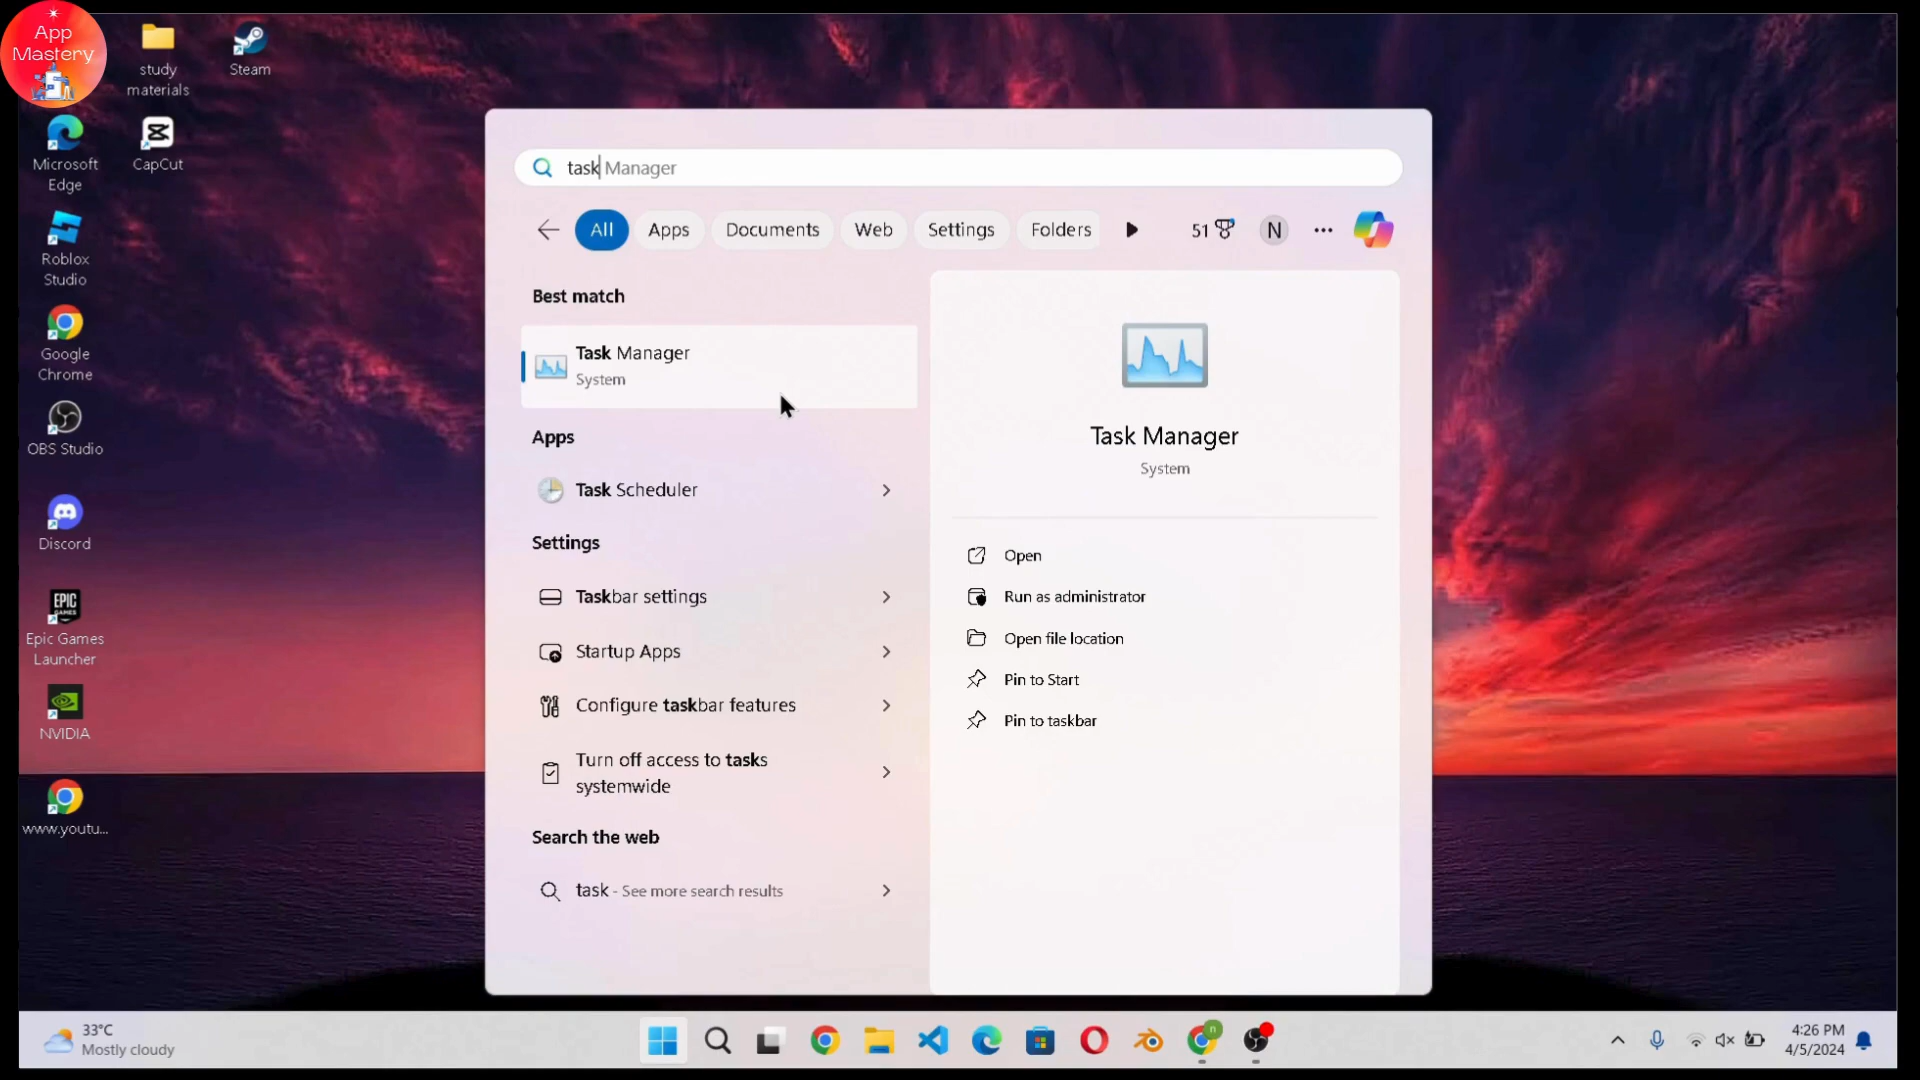 App
Mastery
study
materials
Steam
Microsoft
Edge
CapCut
Roblox
Studio
Google
Chrome
OBS Studio
Discord
EPIC
GAMES
Epic Games
Launcher
NVIDIA
www.youtu...
task Manager
All
Apps
Documents
Web
Settings
Folders
51
N
Best match
Task Manager
System
Apps
Task Scheduler
Settings
Taskbar settings
Startup Apps
Configure taskbar features
Turn off access to tasks
systemwide
Search the web
task - See more search results
Task Manager
System
Open
Run as administrator
Open file location
Pin to Start
Pin to taskbar
33°C
Mostly cloudy
n
4:26 PM
4/5/2024